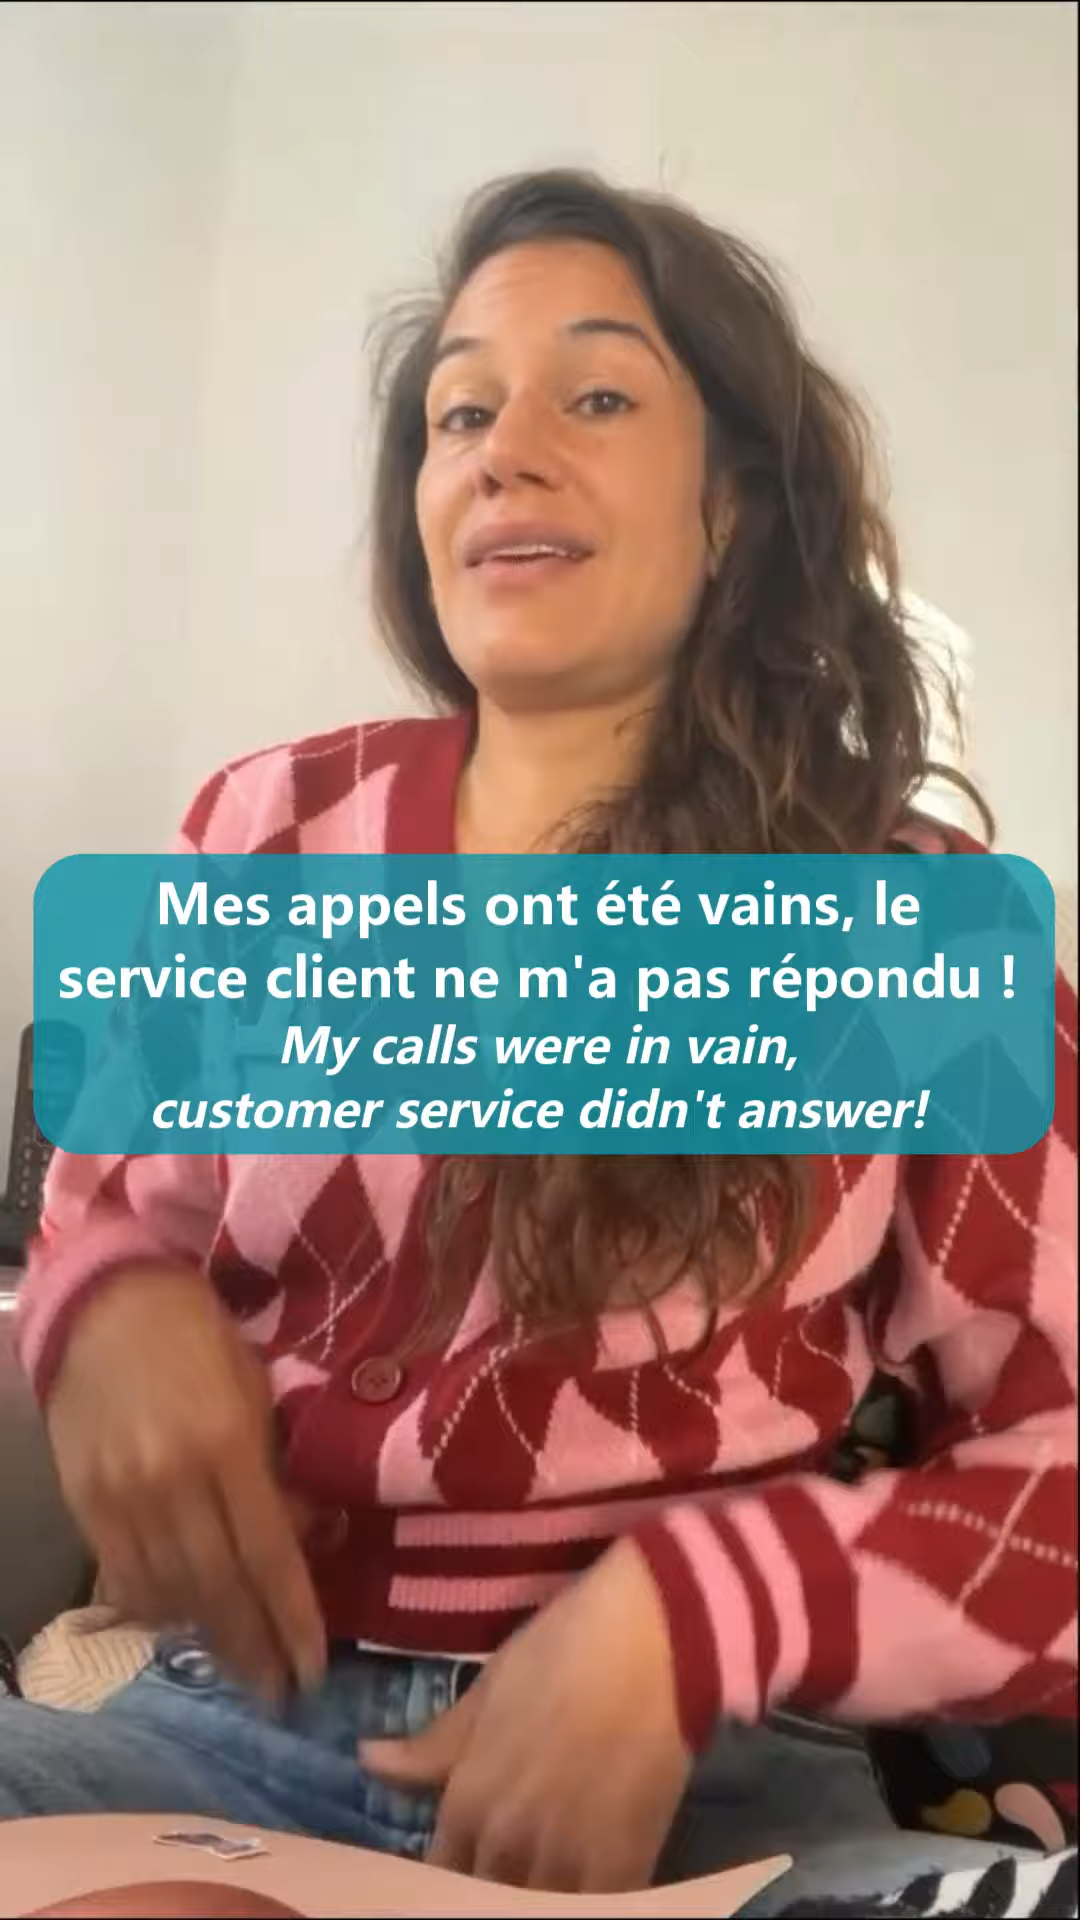 Mes appels ont été vains, le
service client ne m'a pas répondu !
My calls were in vain,
customer service didn't answer!